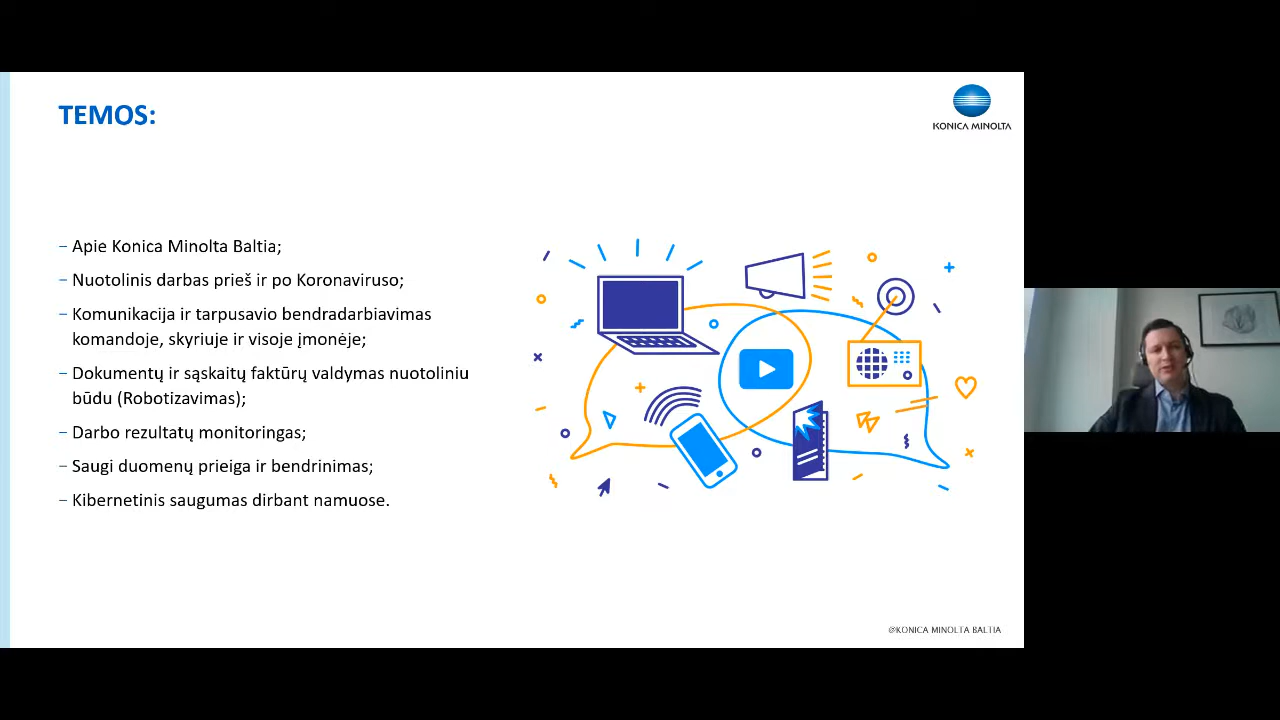 TEMOS:
KONICA MINOLTA
− Apie Konica Minolta Baltia;
− Nuotolinis darbas prieš ir po Koronaviruso;
− Komunikacija ir tarpusavio bendradarbiavimas
komandoje, skyriuje ir visoje įmonėje;
− Dokumentų ir sąskaitų faktūrų valdymas nuotoliniu
būdu (Robotizavimas);
− Darbo rezultatų monitoringas;
− Saugi duomenų prieiga ir bendrinimas;
− Kibernetinis saugumas dirbant namuose.
@KONICA MINOLTA BALTIA